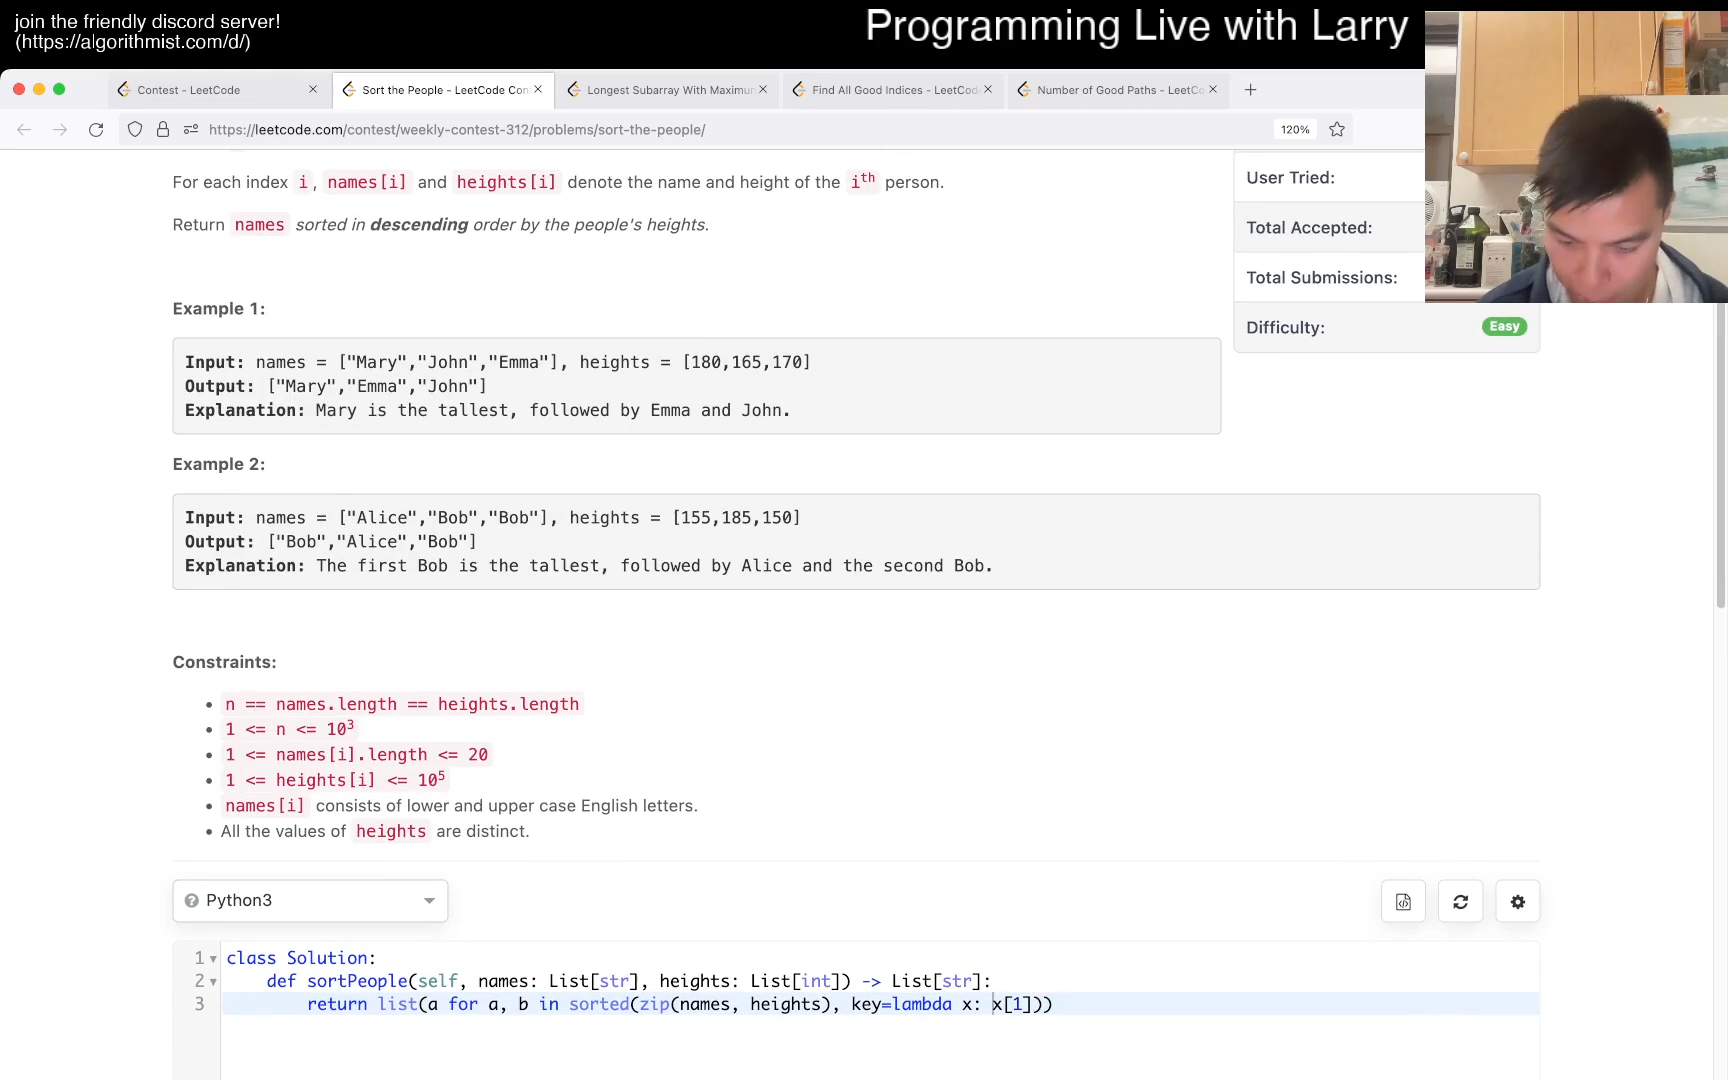 join the friendly discord server!
(https://algorithmist.com/d/)
Programming Live with Larry
Contest - LeetCode
Sort the People - LeetCode Con
Longest Subarray With Maximum
Find All Good Indices - LeetCode
Number of Good Paths - LeetCo
https://leetcode.com/contest/weekly-contest-312/problems/sort-the-people/
120%
For each index i, names[i] and heights[i] denote the name and height of the ith person.
Return names sorted in descending order by the people's heights.
User Tried:
Total Accepted:
Total Submissions:
Difficulty: Easy
Example 1:
Input: names = ["Mary","John","Emma"], heights = [180,165,170]
Output: ["Mary","Emma","John"]
Explanation: Mary is the tallest, followed by Emma and John.
Example 2:
Input: names = ["Alice","Bob","Bob"], heights = [155,185,150]
Output: ["Bob","Alice","Bob"]
Explanation: The first Bob is the tallest, followed by Alice and the second Bob.
Constraints:
n == names.length == heights.length
1 <= n <= 10³
1 <= names[i].length <= 20
1 <= heights[i] <= 10⁵
names[i] consists of lower and upper case English letters.
All the values of heights are distinct.
Python3
1 class Solution:
2 def sortPeople(self, names: List[str], heights: List[int]) -> List[str]:
3 return list(a for a, b in sorted(zip(names, heights), key=lambda x: x[1]))